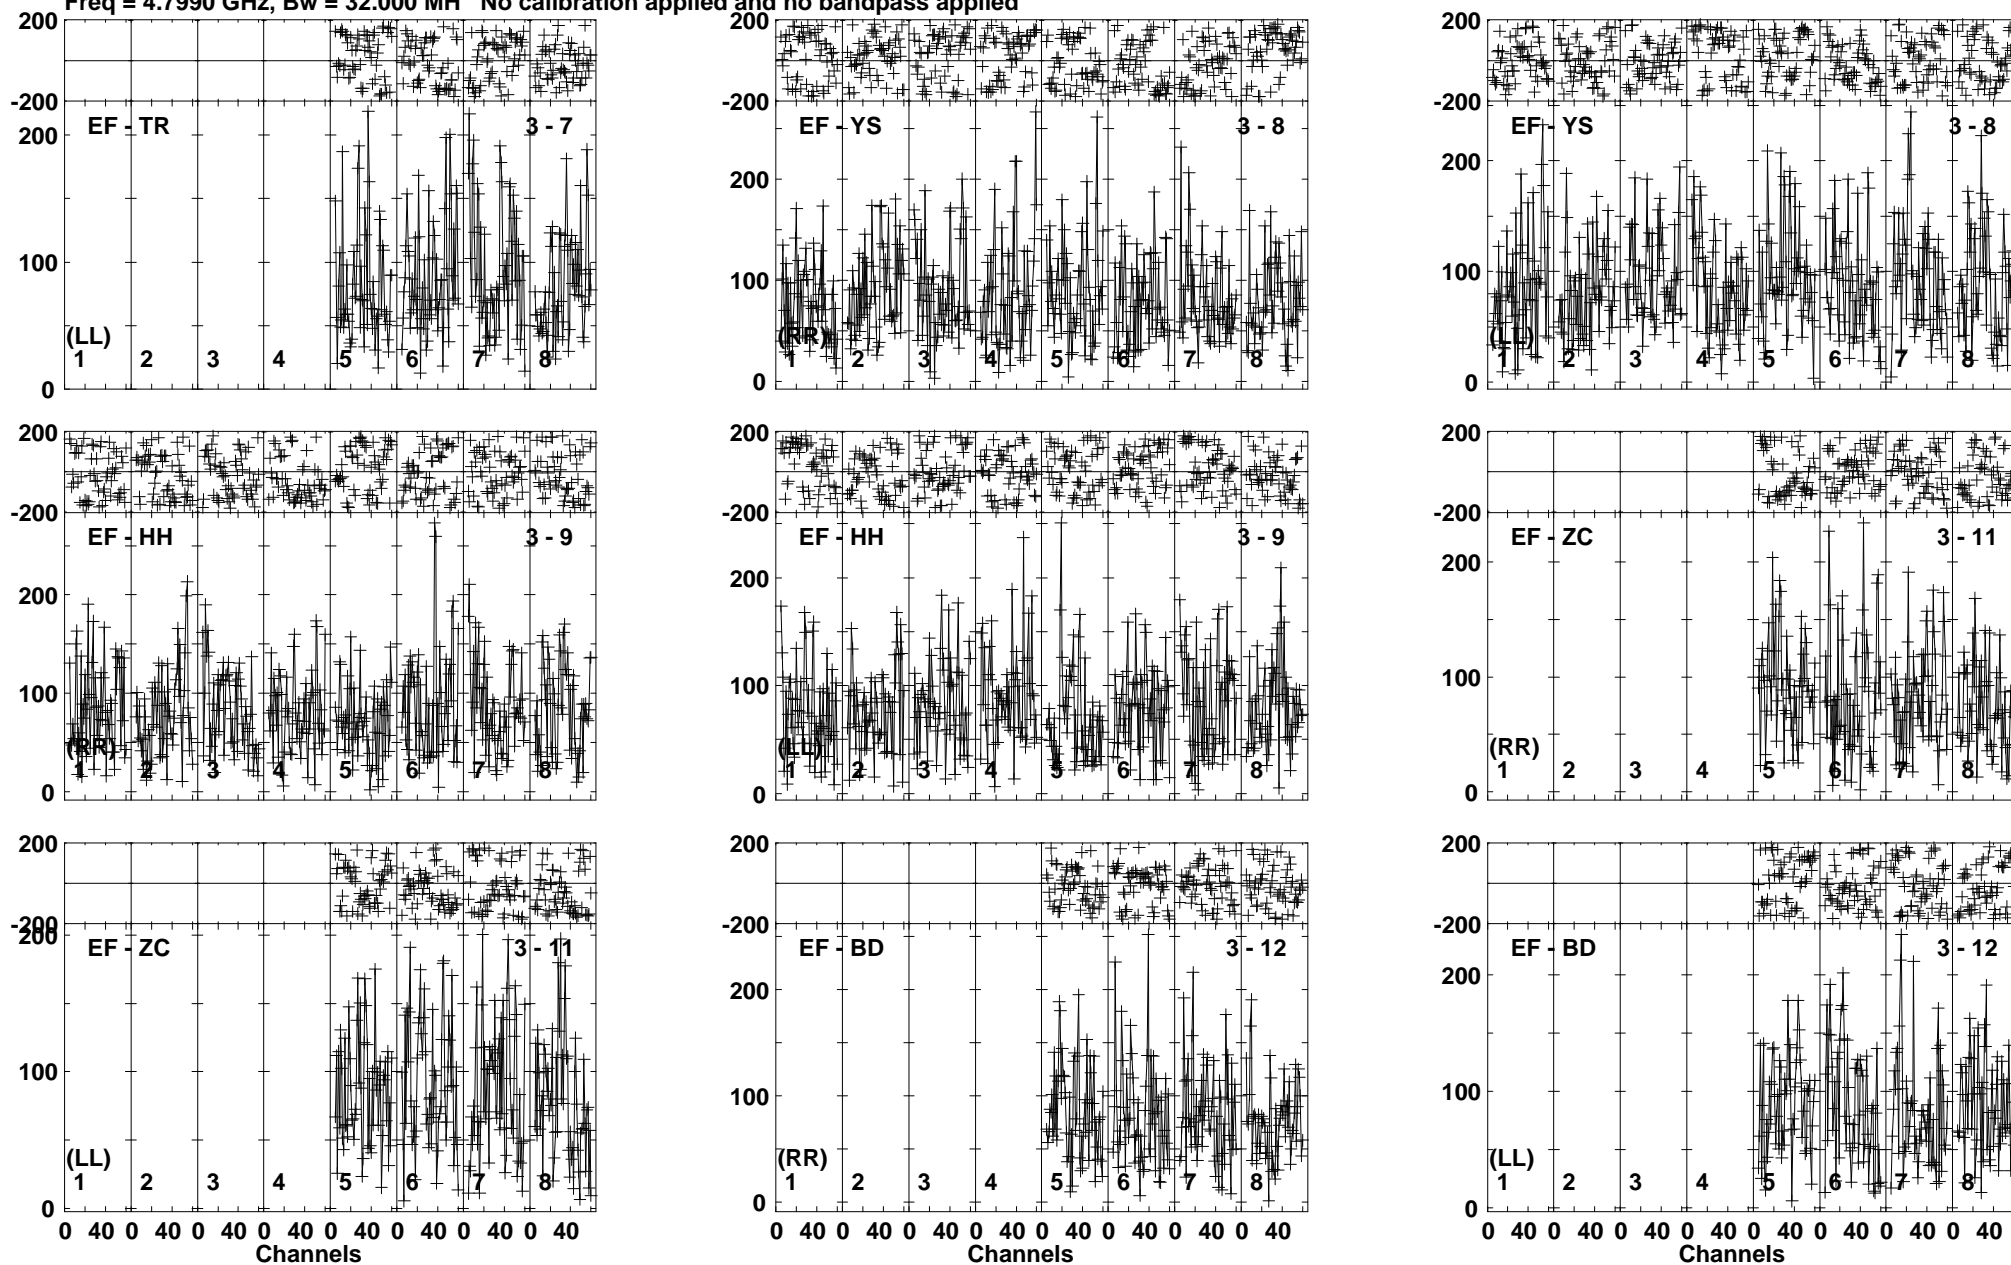 Freq = 4.7990 GHz, Bw = 32.000 MH No calibration applied and no bandpass applied
200 200 200
-200 -200 -200
EF - TR 3 - 7 EF - YS 3 - 8 EF - YS 3 - 8
200 200 200
100 100 100
(LL) (RR) (LL)
1 2 3 4 5 6 7 8 1 2 3 4 5 6 7 8 1 2 3 4 5 6 7 8
0 0 0
200 200 200
-200 -200 -200
EF - HH 3 - 9 EF - HH 3 - 9 EF - ZC 3 - 11
200 200 200
100 100 100
(RR) (LL) (RR)
1 2 3 4 5 6 7 8 1 2 3 4 5 6 7 8 1 2 3 4 5 6 7 8
0 0 0
200 200 200
-200 -200 -200
EF - ZC 3 - 11 EF - BD 3 - 12 EF - BD 3 - 12
200 200 200
100 100 100
(LL) (RR) (LL)
1 2 3 4 5 6 7 8 1 2 3 4 5 6 7 8 1 2 3 4 5 6 7 8
0 0 0
0 40 0 40 0 40 0 40 0 40 0 40 0 40 0 40 0 40 0 40 0 40 0 40 0 40 0 40 0 40 0 40 0 40 0 40 0 40 0 40 0 40 0 40 0 40 0 40
Channels Channels Channels